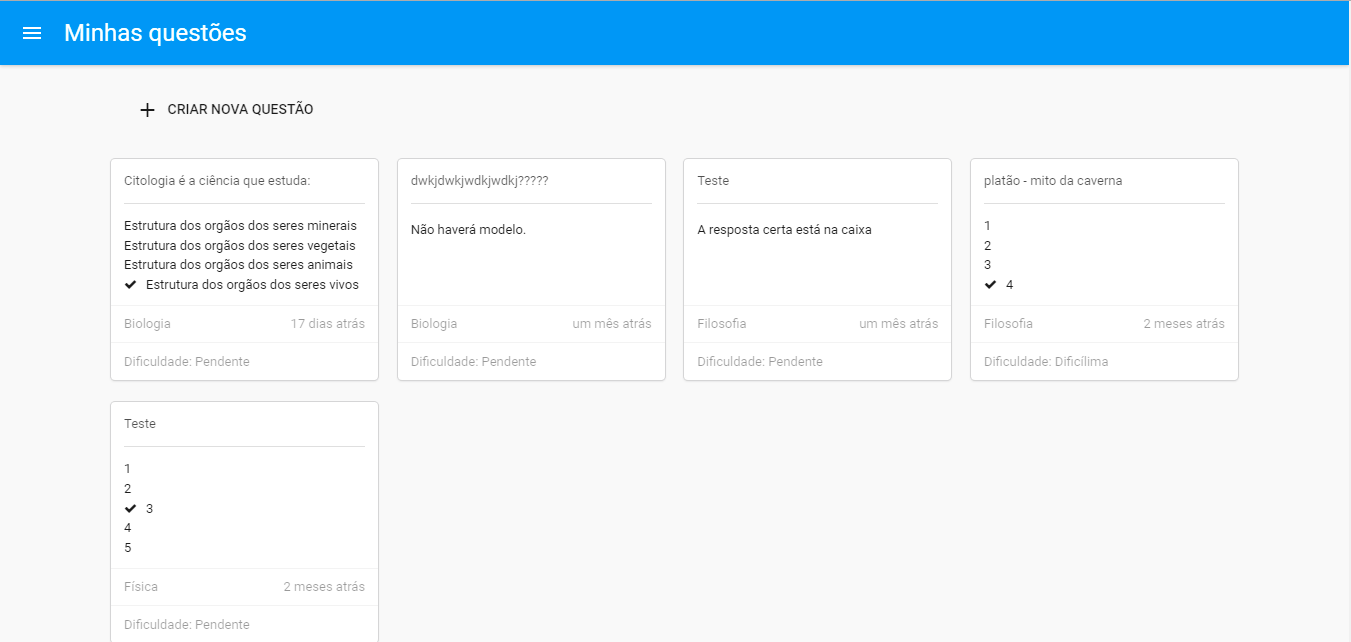 Minhas questões
CRIAR NOVA QUESTÃO
Citologia é a ciência que estuda:
Estrutura dos orgãos dos seres minerais
Estrutura dos orgãos dos seres vegetais
Estrutura dos orgãos dos seres animais
Estrutura dos orgãos dos seres vivos
Biologia 17 dias atrás
Dificuldade: Pendente
dwkjdwkjwdkjwdkj?????
Não haverá modelo.
Biologia um mês atrás
Dificuldade: Pendente
Teste
A resposta certa está na caixa
Filosofia um mês atrás
Dificuldade: Pendente
platão - mito da caverna
1
2
3
4
Filosofia 2 meses atrás
Dificuldade: Dificílima
Teste
1
2
3
4
5
Física 2 meses atrás
Dificuldade: Pendente